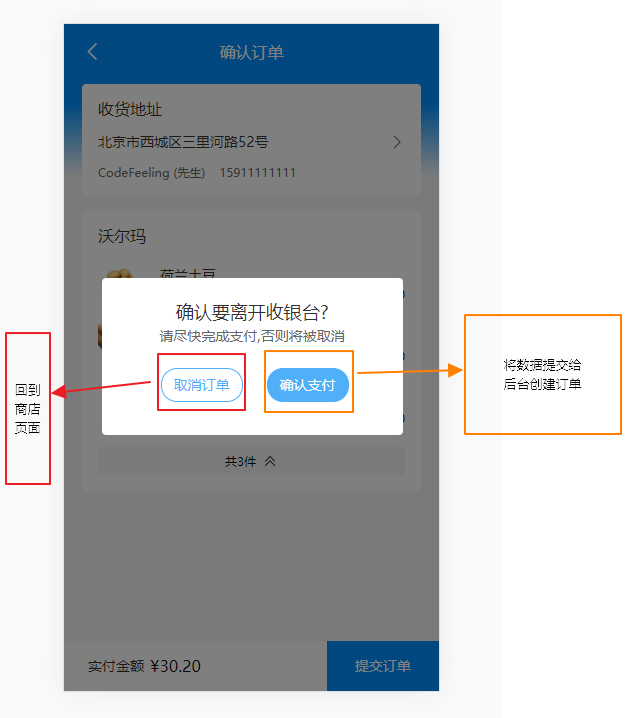 确认订单
收货地址
北京市西城区三里河路52号
CodeFeeling (先生) 15911111111
沃尔玛
荷兰土豆
确认要离开收银台?
请尽快完成支付,否则将被取消
取消订单 确认支付
回到
商店
页面
将数据提交给
后台创建订单
共3件
实付金额 ¥30.20 提交订单